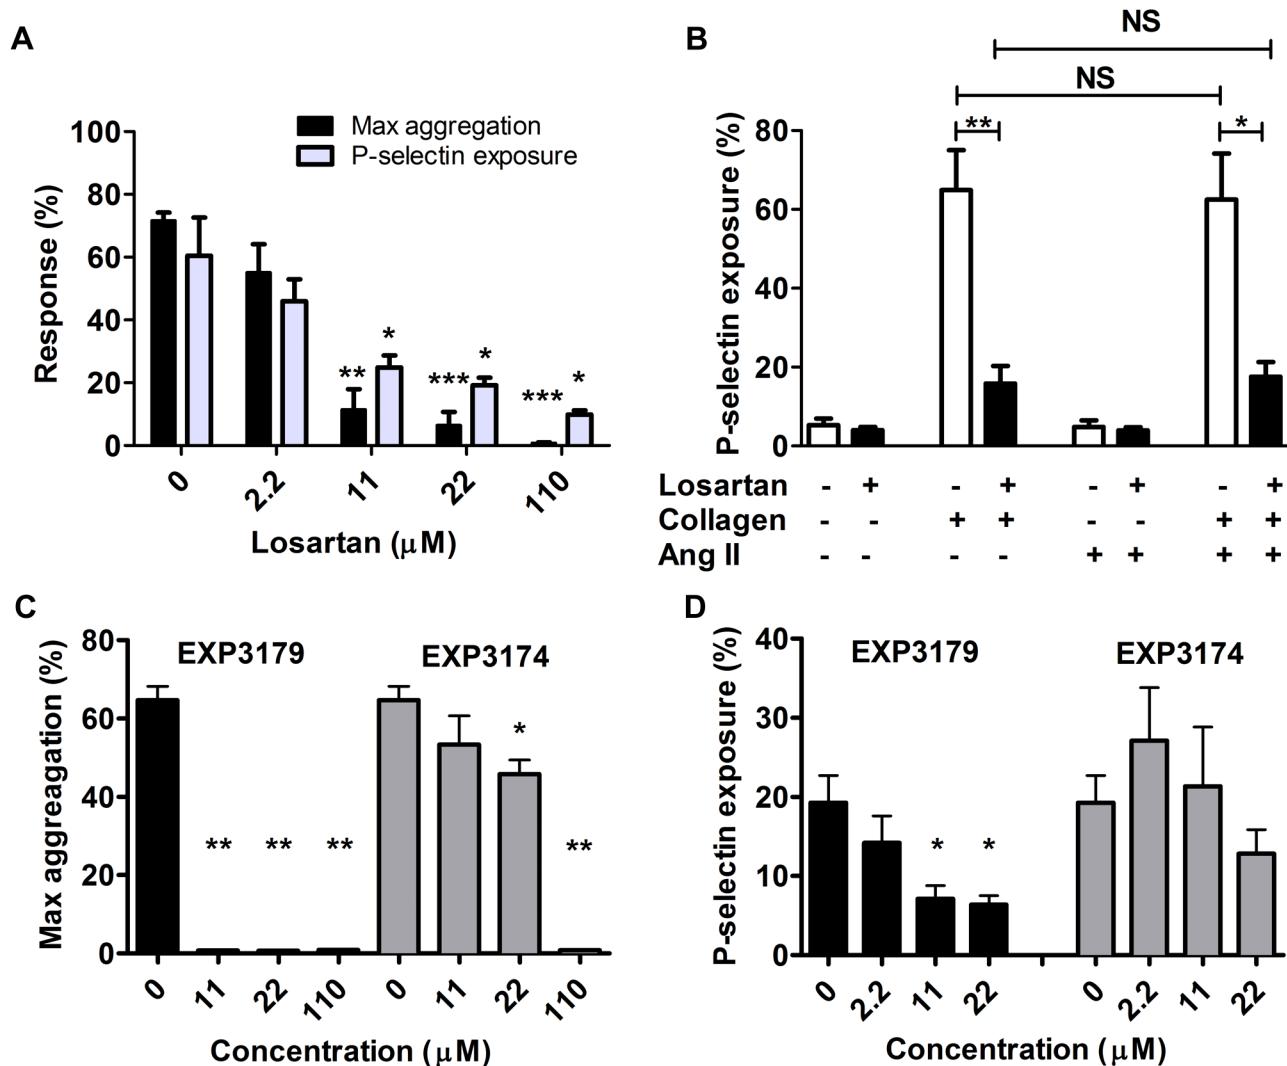 A
Max aggregation
P-selectin exposure
Response (%)
100
80
60
40
20
0
** * *** * *** *
0 2.2 11 22 110
Losartan (μM)
B
NS
NS
** *
P-selectin exposure (%)
80
60
40
20
0
Losartan - + - + - + - +
Collagen - - + + - - + +
Ang II - - - - + + + +
C
EXP3179 EXP3174
Max aggreagation (%)
80
60
40
20
0
** ** ** * **
0 11 22 110 0 11 22 110
Concentration (μM)
D
EXP3179 EXP3174
P-selectin exposure (%)
40
30
20
10
0
* *
0 2.2 11 22 0 2.2 11 22
Concentration (μM)